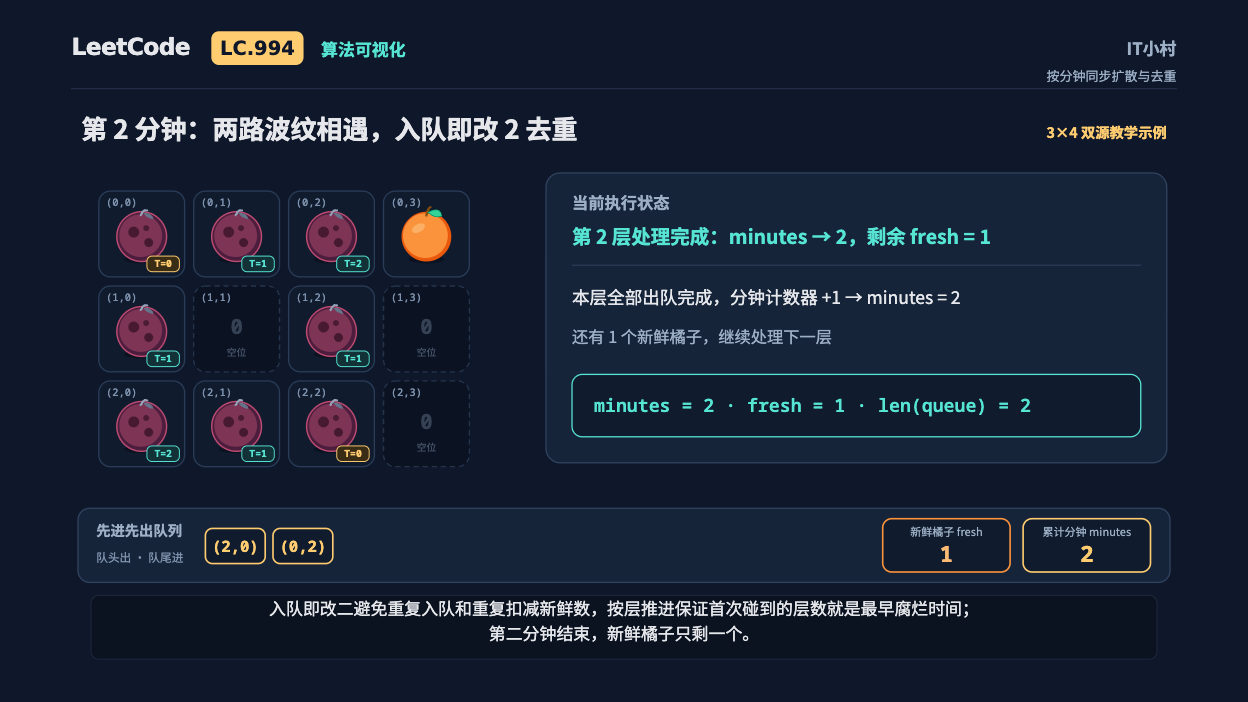 LeetCode LC.994 算法可视化
IT小村
按分钟同步扩散与去重
第 2 分钟：两路波纹相遇，入队即改 2 去重
3×4 双源教学示例
(0,0) (0,1) (0,2) (0,3)
T=0 T=1 T=2
(1,0) (1,1) (1,2) (1,3)
0 0
空位 空位
T=1 T=1
(2,0) (2,1) (2,2) (2,3)
0
空位
T=2 T=1 T=0
当前执行状态
第 2 层处理完成：minutes → 2，剩余 fresh = 1
本层全部出队完成，分钟计数器 +1 → minutes = 2
还有 1 个新鲜橘子，继续处理下一层
minutes = 2 · fresh = 1 · len(queue) = 2
先进先出队列
队头出 · 队尾进
(2,0) (0,2)
新鲜橘子 fresh
1
累计分钟 minutes
2
入队即改二避免重复入队和重复扣减新鲜数，按层推进保证首次碰到的层数就是最早腐烂时间；
第二分钟结束，新鲜橘子只剩一个。